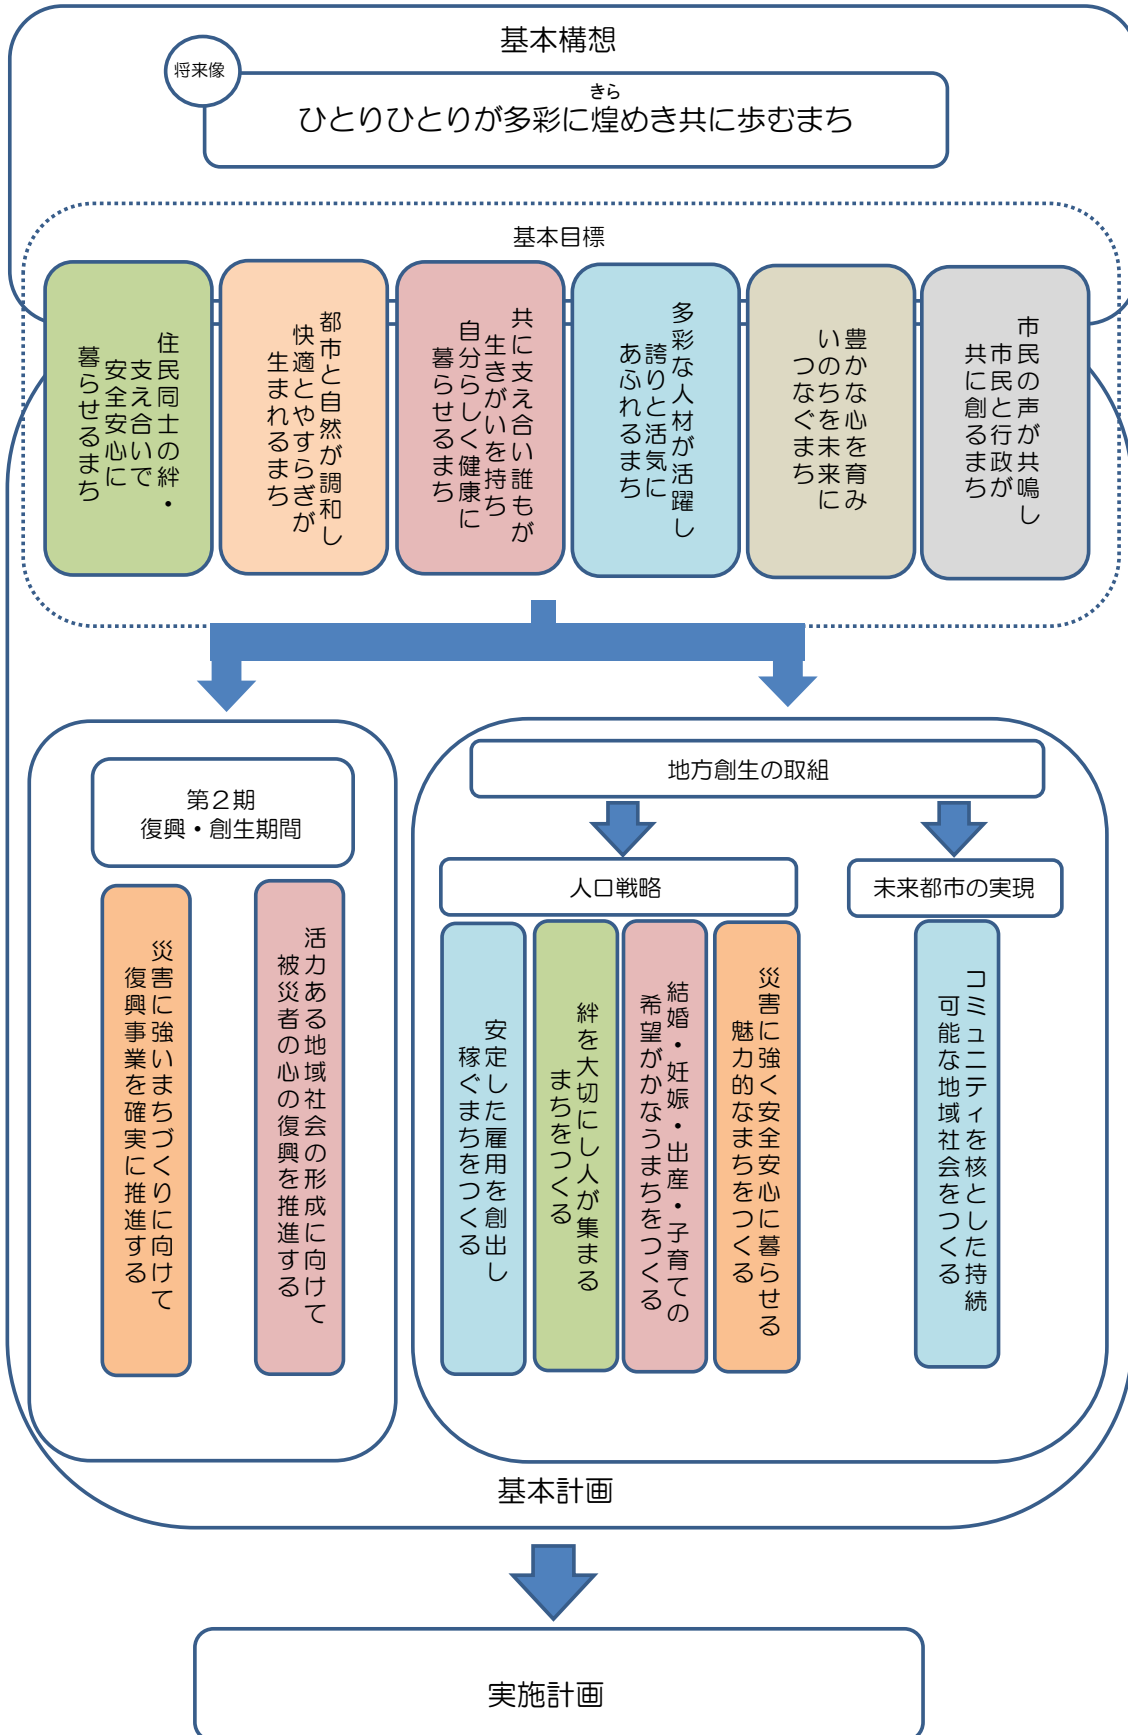 基本構想
将来像
きら
ひとりひとりが多彩に煌めき共に歩むまち
基本目標
住民同士の絆・
支え合いで
安全安心に
暮らせるまち
都市と自然が調和し
快適とやすらぎが
生まれるまち
共に支え合い誰もが
生きがいを持ち
自分らしく健康に
暮らせるまち
多彩な人材が活躍し
誇りと活気に
あふれるまち
豊かな心を育み
いのちを未来に
つなぐまち
市民の声が共鳴し
市民と行政が
共に創るまち
第２期
復興・創生期間
災害に強いまちづくりに向けて
復興事業を確実に推進する
活力ある地域社会の形成に向けて
被災者の心の復興を推進する
地方創生の取組
人口戦略
未来都市の実現
安定した雇用を創出し
稼ぐまちをつくる
絆を大切にし人が集まる
まちをつくる
結婚・妊娠・出産・子育ての
希望がかなうまちをつくる
災害に強く安全安心に暮らせる
魅力的なまちをつくる
コミュニティを核とした持続
可能な地域社会をつくる
基本計画
実施計画